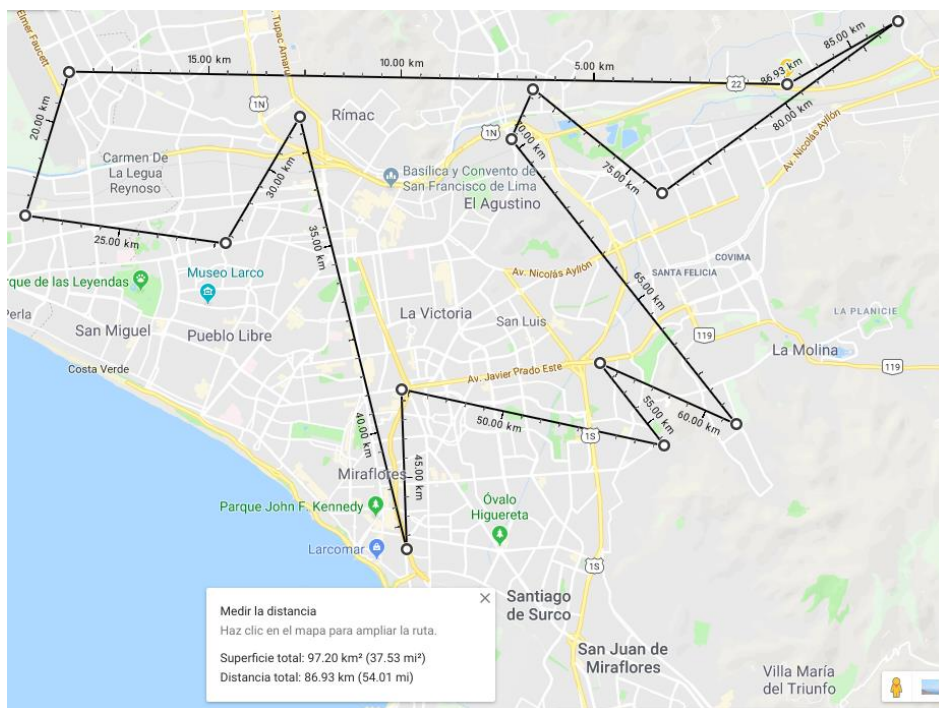 Elmer Faucett
Tupac Amaru
15.00 km
10.00 km
5.00 km
85.00 km
86.93 km
22
80.00 km
20.00 km
1N
Rímac
1N
70.00 km
Av. Nicolás Ayllón
Carmen De
La Legua
Reynoso
30.00 km
Basílica y Convento de
San Francisco de Lima
75.00 km
El Agustino
25.00 km
35.00 km
Museo Larco
Av. Nicolás Ayllón
65.00 km
SANTA FELICIA
COVIMA
rque de las Leyendas
Perla
San Miguel
Pueblo Libre
La Victoria
San Luis
LA PLANICIE
119
La Molina
119
Costa Verde
Av. Javier Prado Este
40.00 km
50.00 km
55.00 km
60.00 km
1S
Miraflores
45.00 km
Parque John F. Kennedy
Óvalo
Higuereta
Larcomar
1S
Santiago
de Surco
San Juan de
Miraflores
Villa María
del Triunfo
Medir la distancia
Haz clic en el mapa para ampliar la ruta.
Superficie total: 97.20 km² (37.53 mi²)
Distancia total: 86.93 km (54.01 mi)